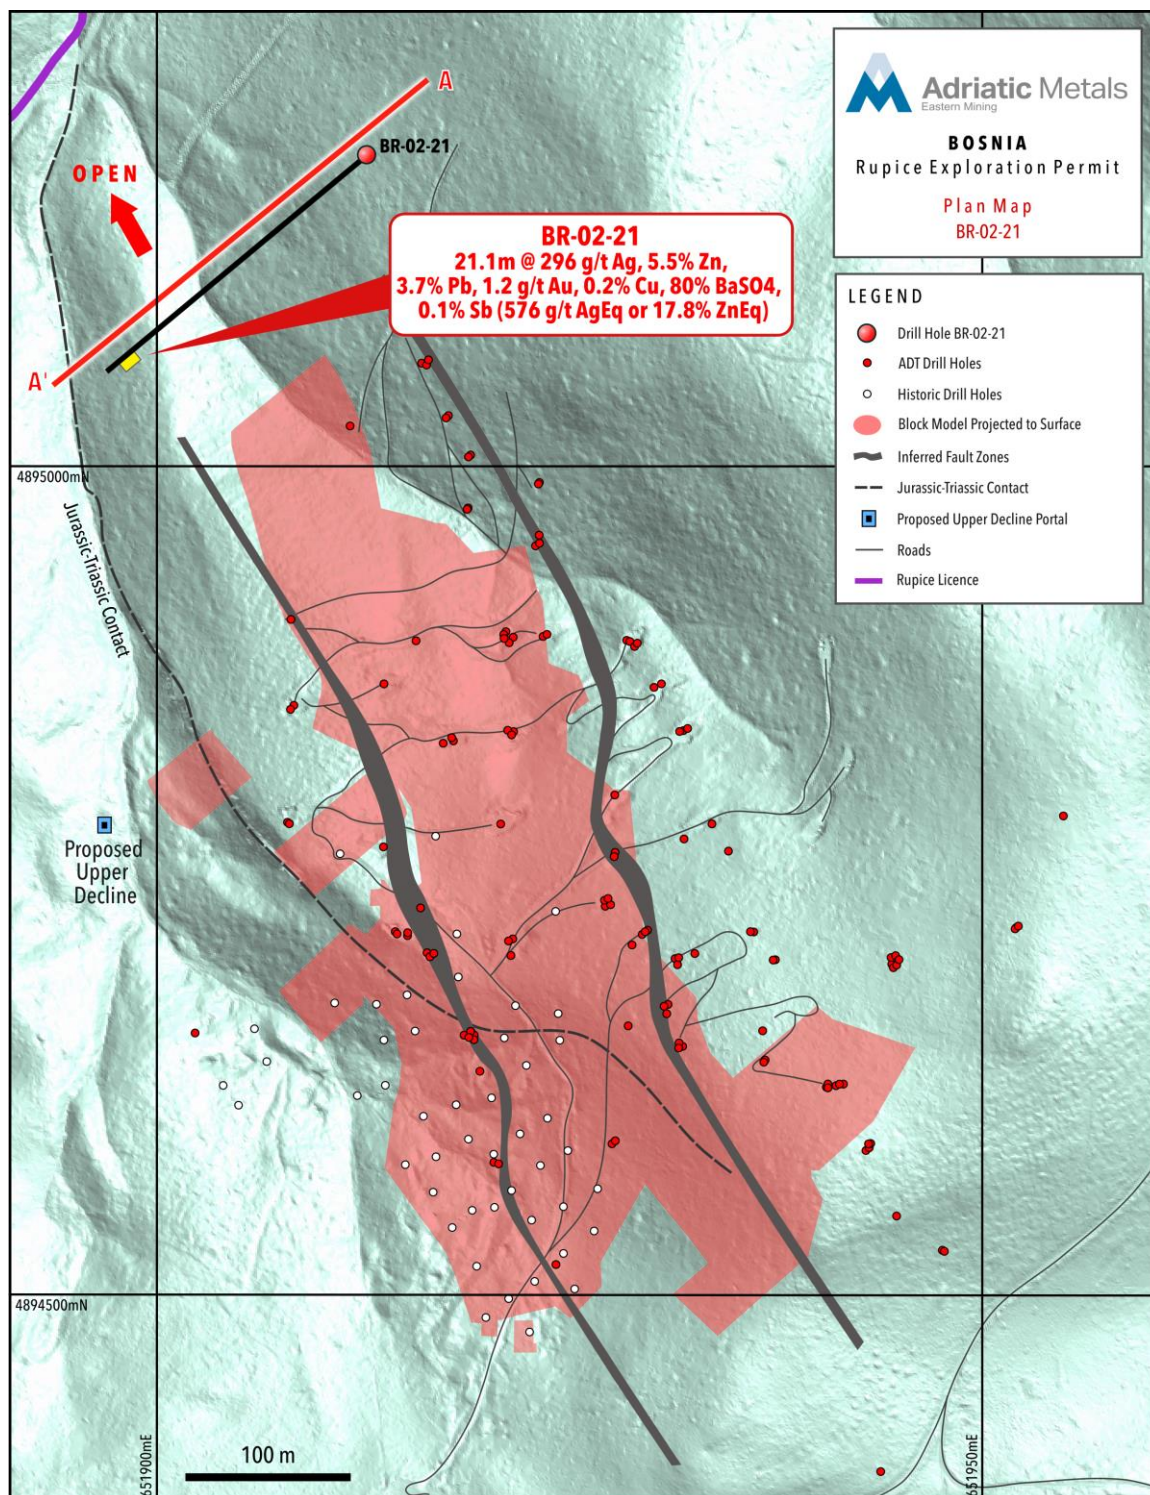 Adriatic Metals
Eastern Mining
BOSNIA
Rupice Exploration Permit
Plan Map
BR-02-21
A
BR-02-21
OPEN
BR-02-21
21.1m @ 296 g/t Ag, 5.5% Zn,
3.7% Pb, 1.2 g/t Au, 0.2% Cu, 80% BaSO4,
0.1% Sb (576 g/t AgEq or 17.8% ZnEq)
A'
LEGEND
Drill Hole BR-02-21
ADT Drill Holes
Historic Drill Holes
Block Model Projected to Surface
Inferred Fault Zones
Jurassic-Triassic Contact
Proposed Upper Decline Portal
Roads
Rupice Licence
4895000mN
Jurassic-Triassic Contact
Proposed
Upper
Decline
4894500mN
100 m
651900mE
651950mE